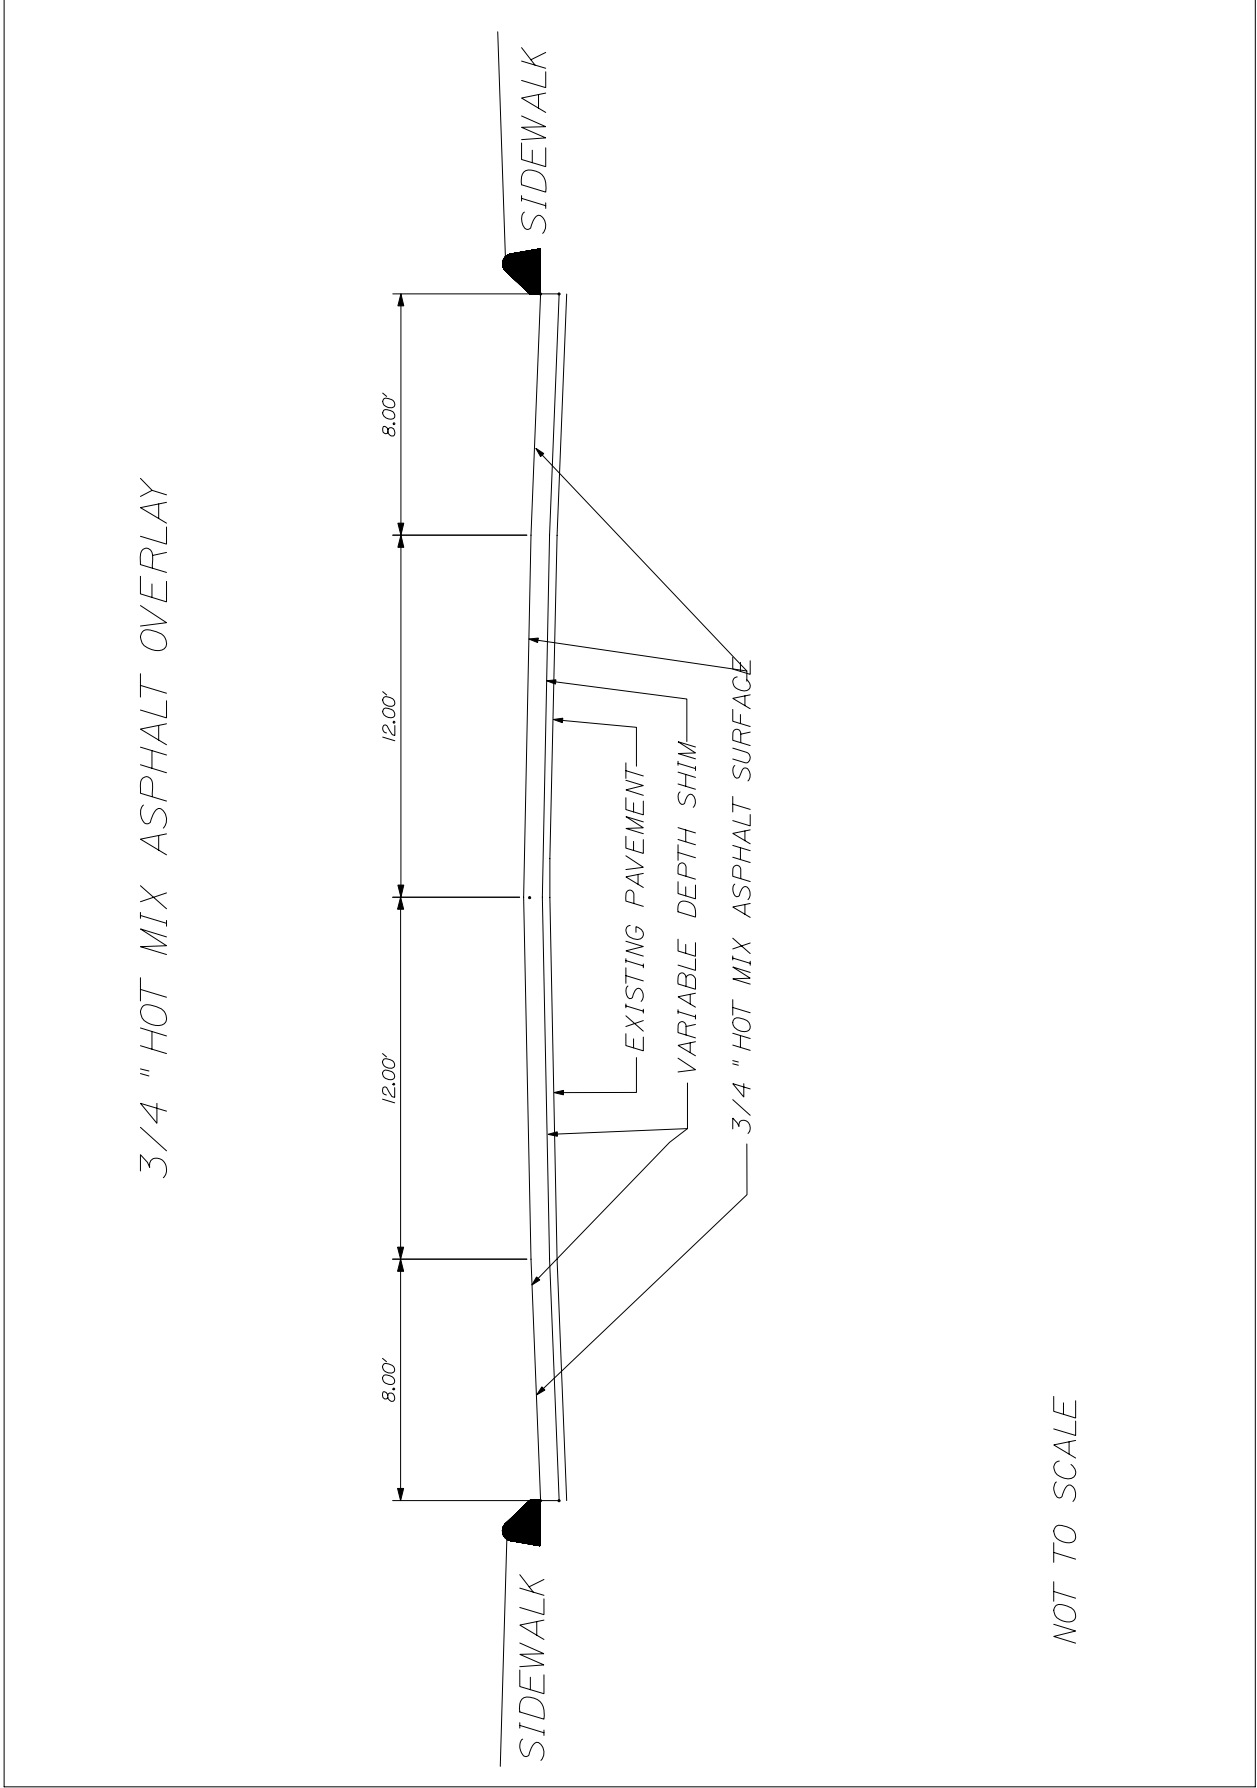 3/4 " HOT MIX ASPHALT OVERLAY
8.00'
12.00'
12.00'
8.00'
SIDEWALK
SIDEWALK
EXISTING PAVEMENT
VARIABLE DEPTH SHIM
3/4 " HOT MIX ASPHALT SURFACE
NOT TO SCALE